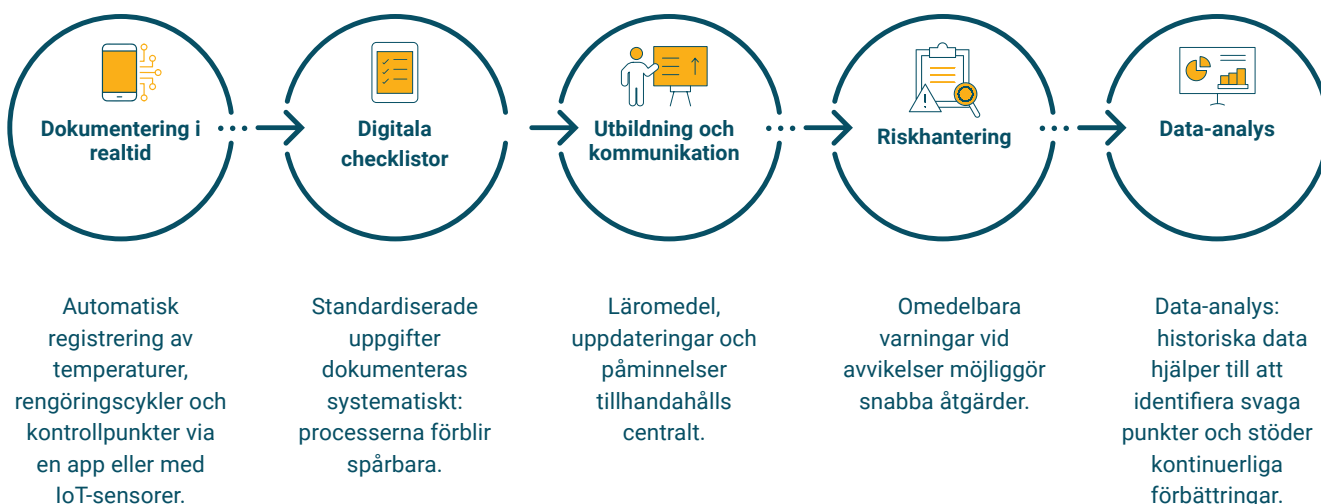 Dokumentering i
realtid
Digitala
checklistor
Utbildning och
kommunikation
Riskhantering
Data-analys
Automatisk
registrering av
temperaturer,
rengöringscykler och
kontrollpunkter via
en app eller med
IoT-sensorer.
Standardiserade
uppgifter
dokumenteras
systematiskt:
processerna förblir
spårbara.
Läromedel,
uppdateringar och
påminnelser
tillhandahålls
centralt.
Omedelbara
varningar vid
avvikelser möjliggör
snabba åtgärder.
Data-analys:
historiska data
hjälper till att
identifiera svaga
punkter och stöder
kontinuerliga
förbättringar.